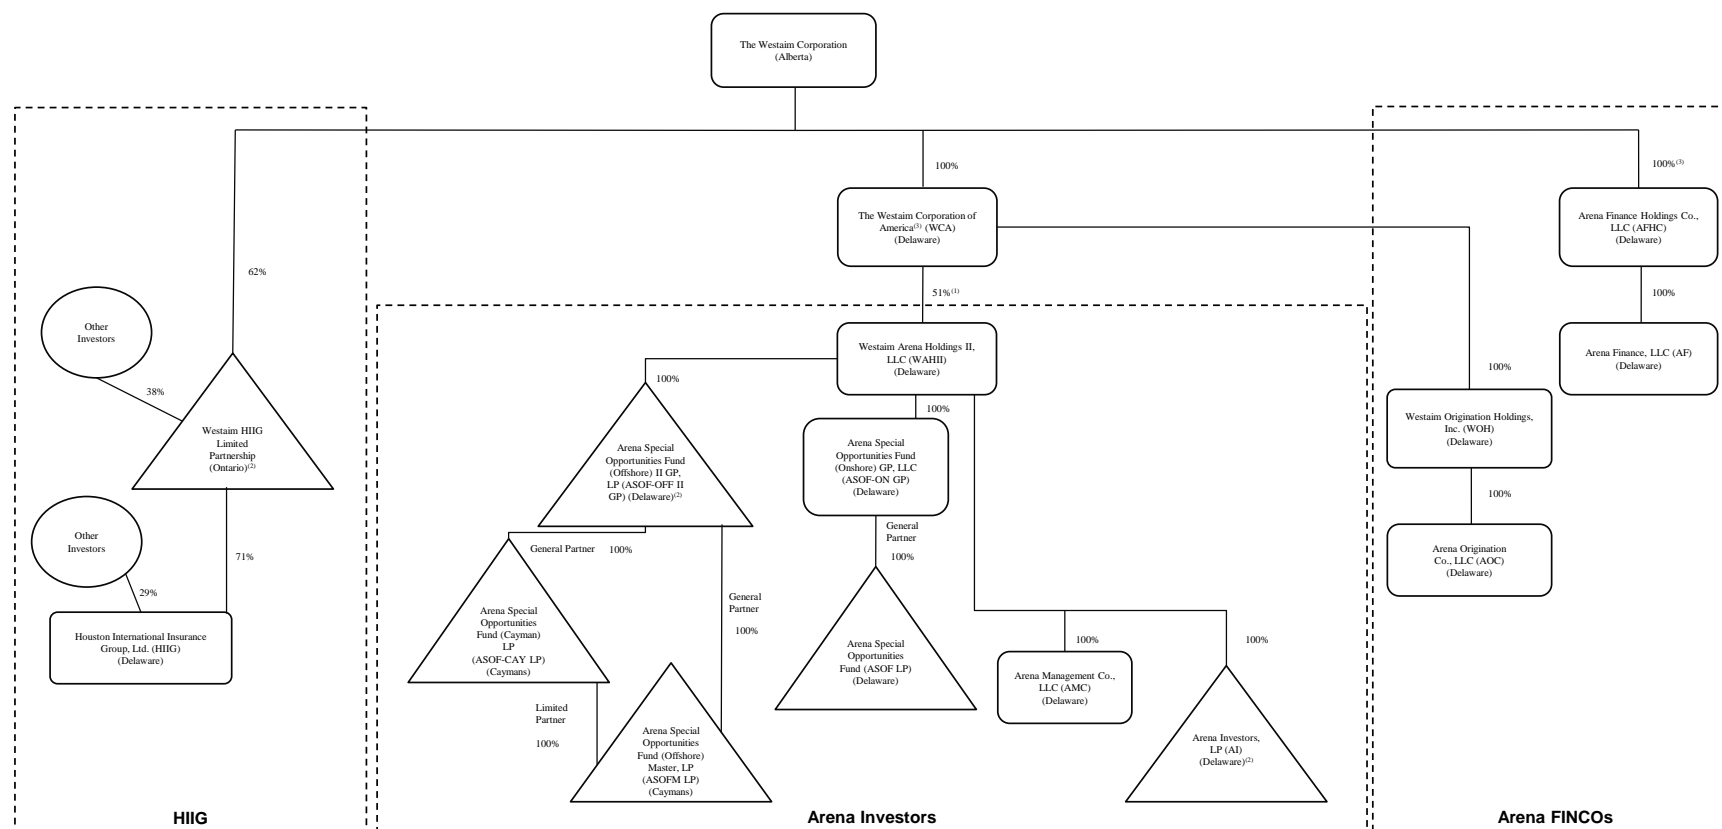 The Westaim Corporation
(Alberta)
100%
100%(3)
The Westaim Corporation of
America(3) (WCA)
(Delaware)
Arena Finance Holdings Co.,
LLC (AFHC)
(Delaware)
62%
51%(1)
100%
Other
Investors
38%
Westaim HIIG
Limited
Partnership
(Ontario)(2)
Other
Investors
71%
29%
Houston International Insurance
Group, Ltd. (HIIG)
(Delaware)
HIIG
Westaim Arena Holdings II,
LLC (WAHII)
(Delaware)
100%
100%
Arena Special
Opportunities Fund
(Offshore) II GP,
LP (ASOF-OFF II
GP) (Delaware)(2)
Arena Special
Opportunities Fund
(Onshore) GP, LLC
(ASOF-ON GP)
(Delaware)
General Partner
100%
General
Partner
100%
General
Partner
100%
Arena Special
Opportunities
Fund (Cayman)
LP
(ASOF-CAY LP)
(Caymans)
Limited
Partner
100%
Arena Special
Opportunities
Fund (Offshore)
Master, LP
(ASOFM LP)
(Caymans)
Arena Special
Opportunities
Fund (ASOF LP)
(Delaware)
100%
Arena Management Co.,
LLC (AMC)
(Delaware)
100%
Arena Investors,
LP (AI)
(Delaware)(2)
Arena Investors
Arena Finance, LLC (AF)
(Delaware)
100%
Westaim Origination Holdings,
Inc. (WOH)
(Delaware)
100%
Arena Origination
Co., LLC (AOC)
(Delaware)
Arena FINCOs